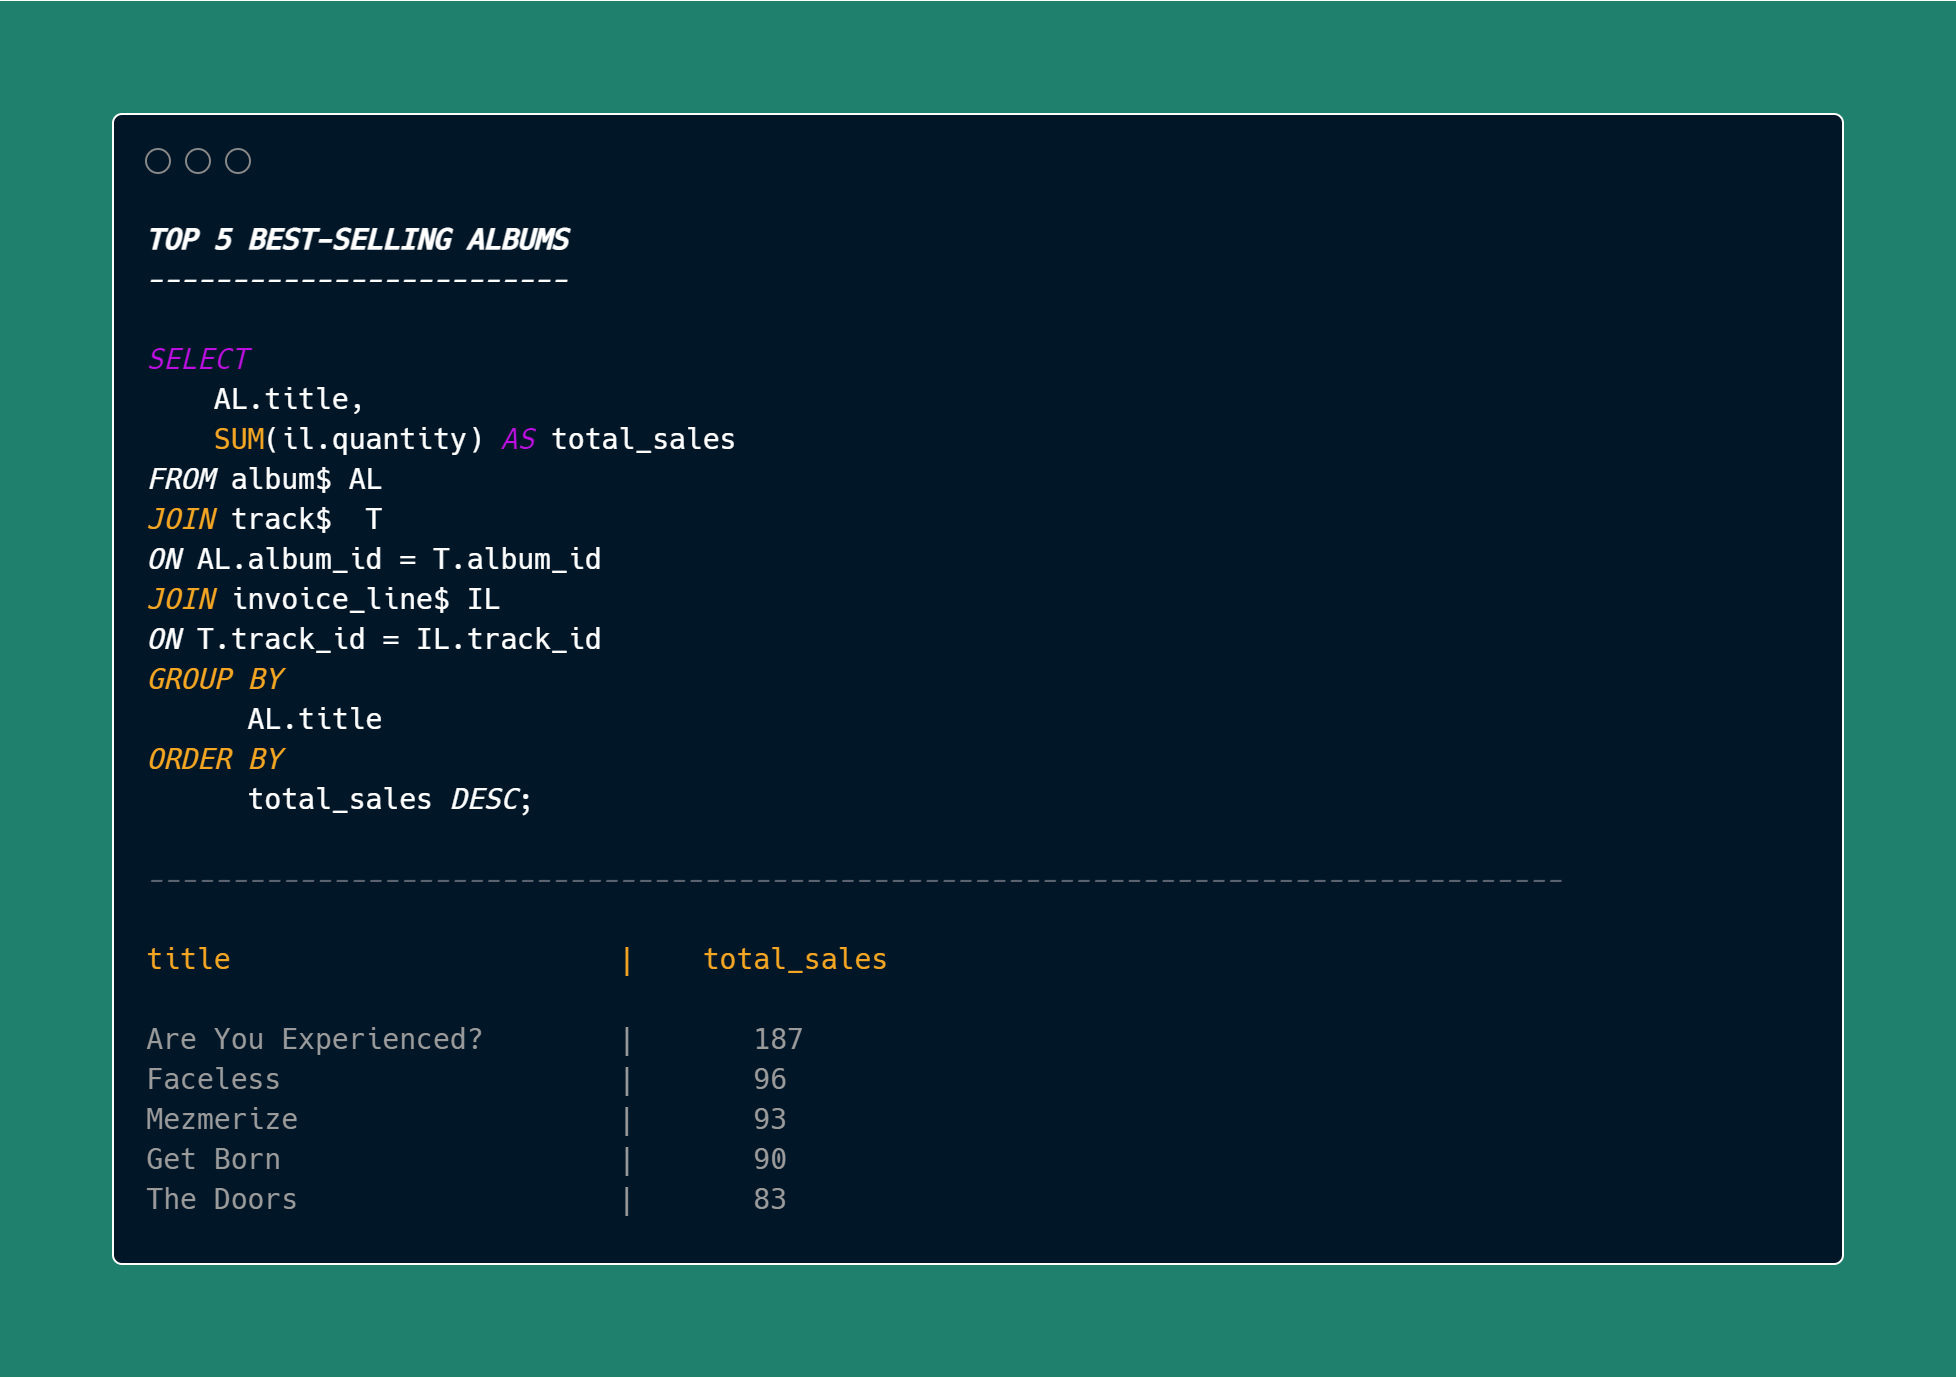 TOP 5 BEST-SELLING ALBUMS
-------------------------
SELECT
    AL.title,
    SUM(il.quantity) AS total_sales
FROM album$ AL
JOIN track$  T
ON AL.album_id = T.album_id
JOIN invoice_line$ IL
ON T.track_id = IL.track_id
GROUP BY
      AL.title
ORDER BY
      total_sales DESC;
------------------------------------------------------------------------------------
title                       |    total_sales
Are You Experienced?        |       187
Faceless                    |       96
Mezmerize                   |       93
Get Born                    |       90
The Doors                   |       83